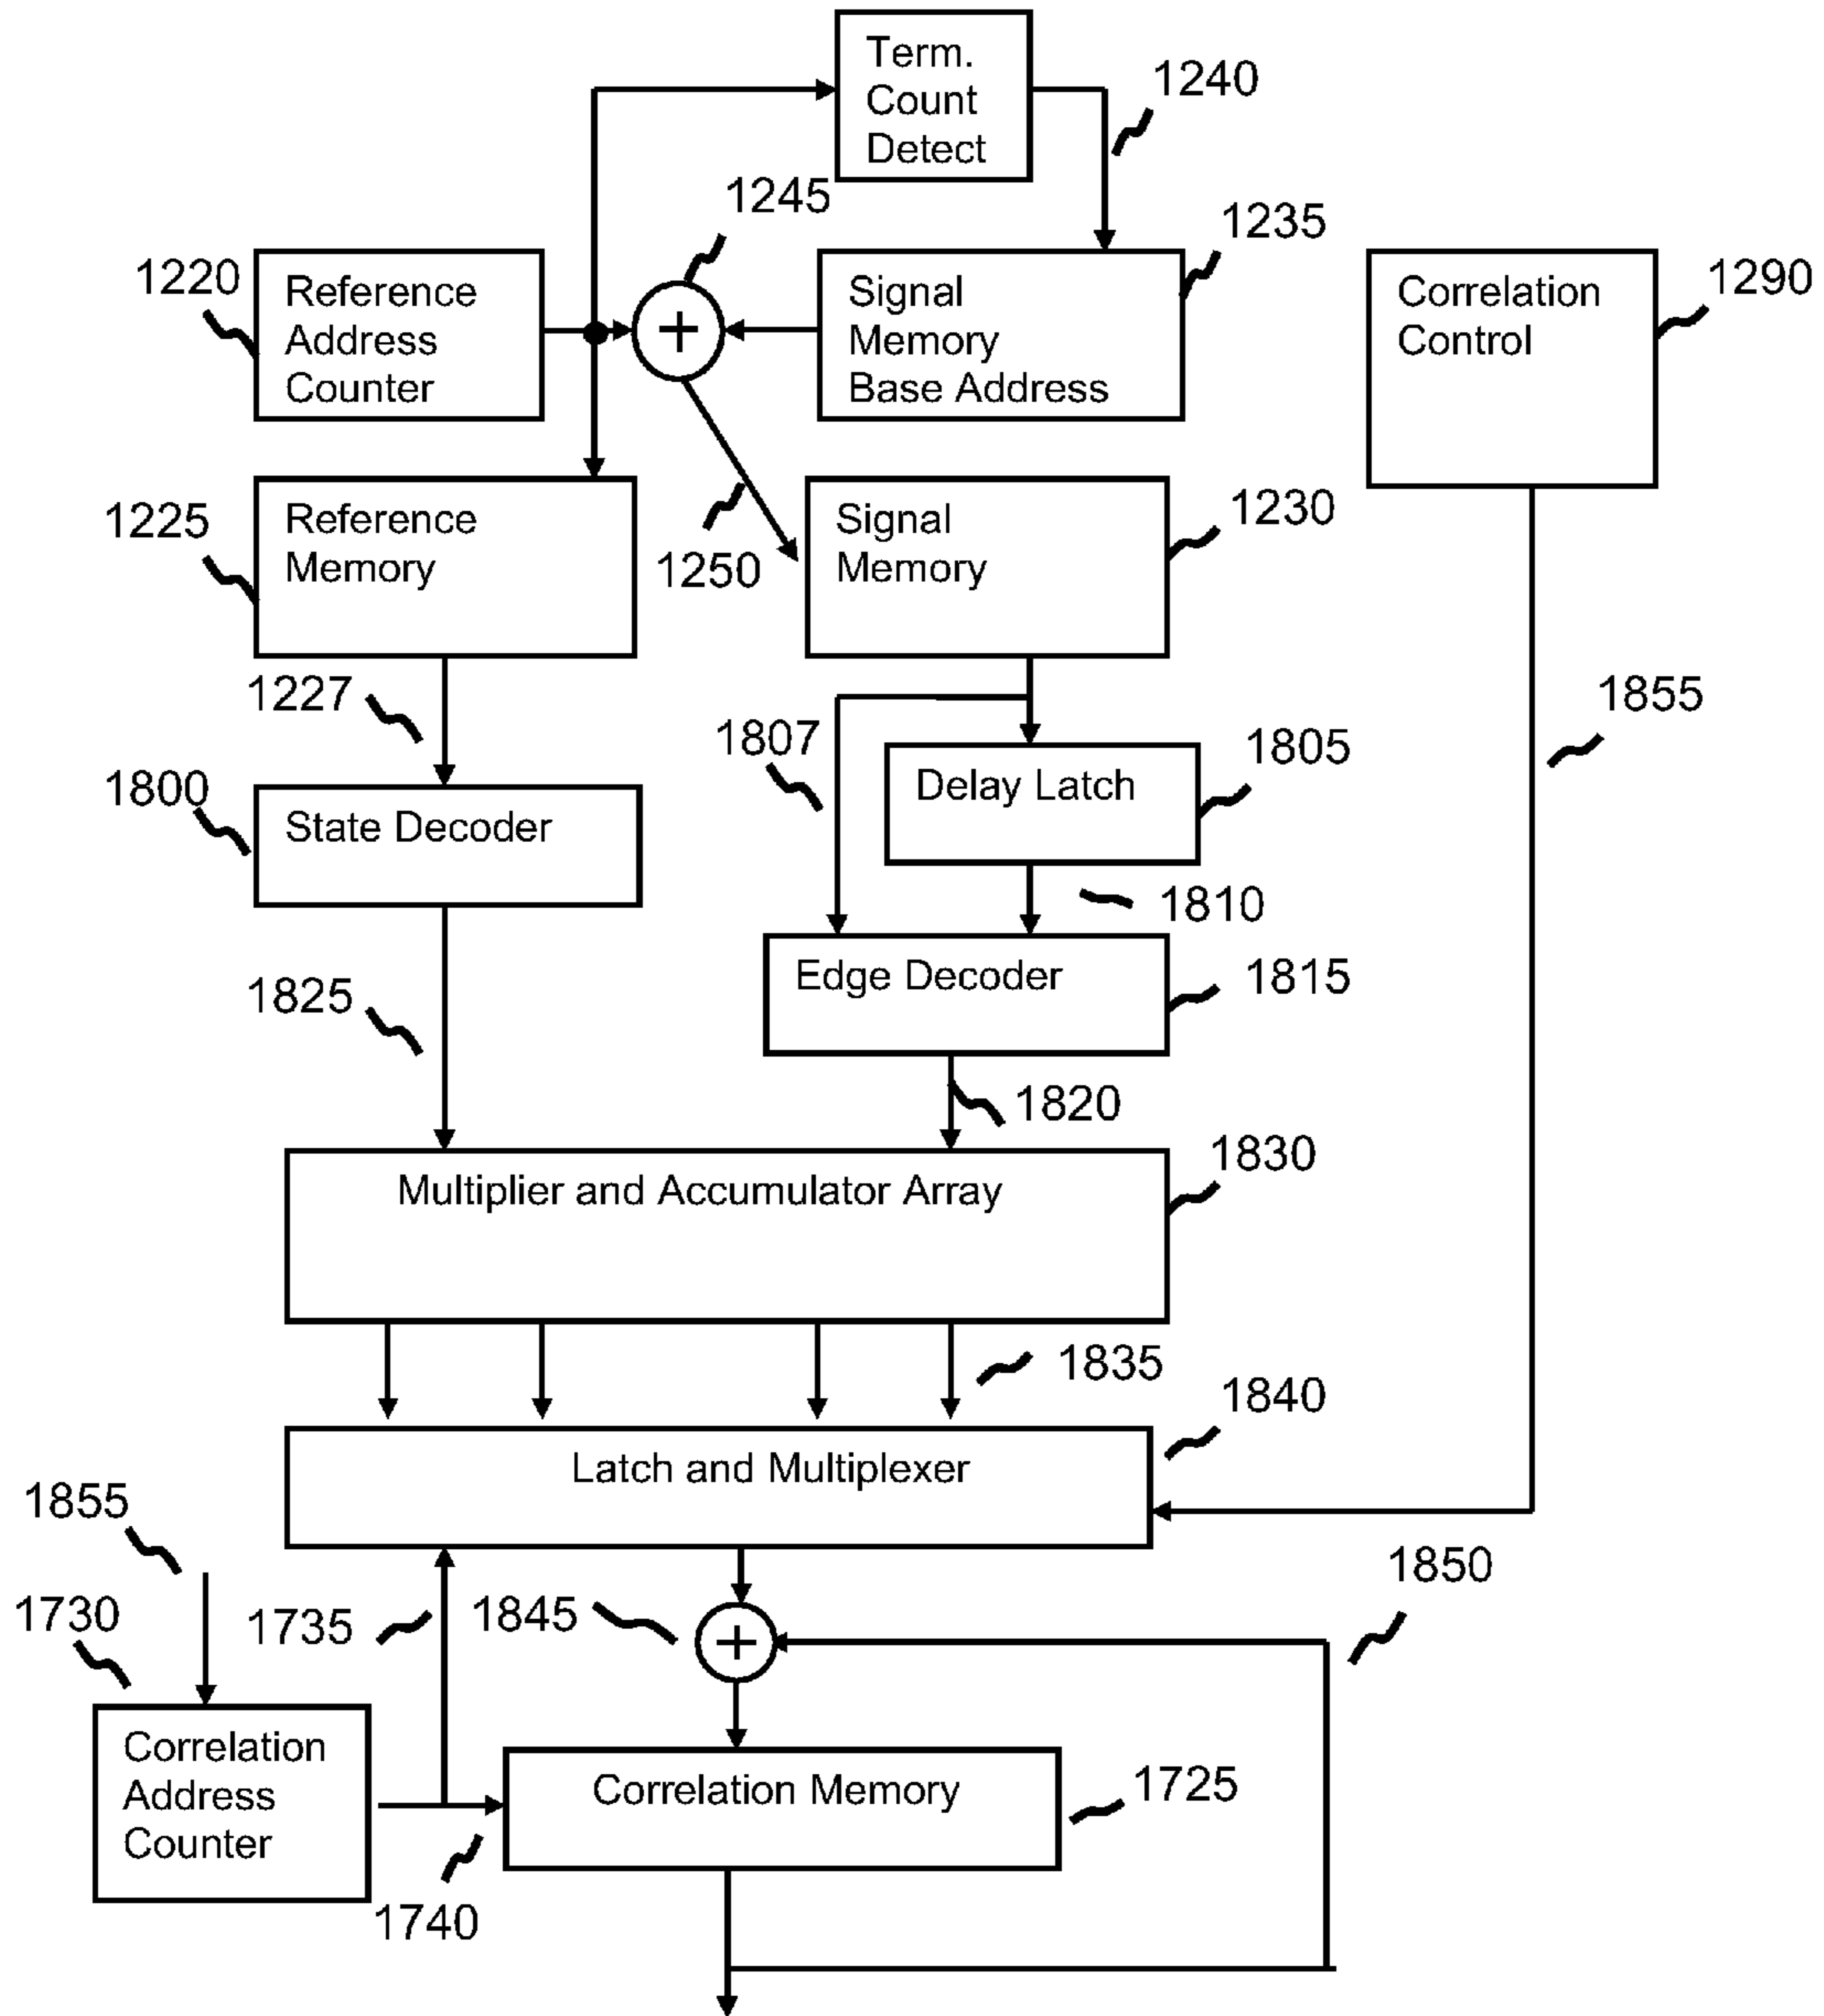 Term.
Count
Detect
1240
1245
1235
1220
Reference
Address
Counter
+
Signal
Memory
Base Address
Correlation
Control
1290
1225
Reference
Memory
1250
Signal
Memory
1230
1227
1807
1855
1800
State Decoder
Delay Latch
1805
1810
1825
Edge Decoder
1815
1820
Multiplier and Accumulator Array
1830
1835
1840
Latch and Multiplexer
1855
1730
1735
1845
+
1850
Correlation
Address
Counter
Correlation Memory
1725
1740